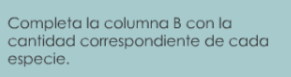 Completa la columna B con la
cantidad correspondiente de cada
especie.